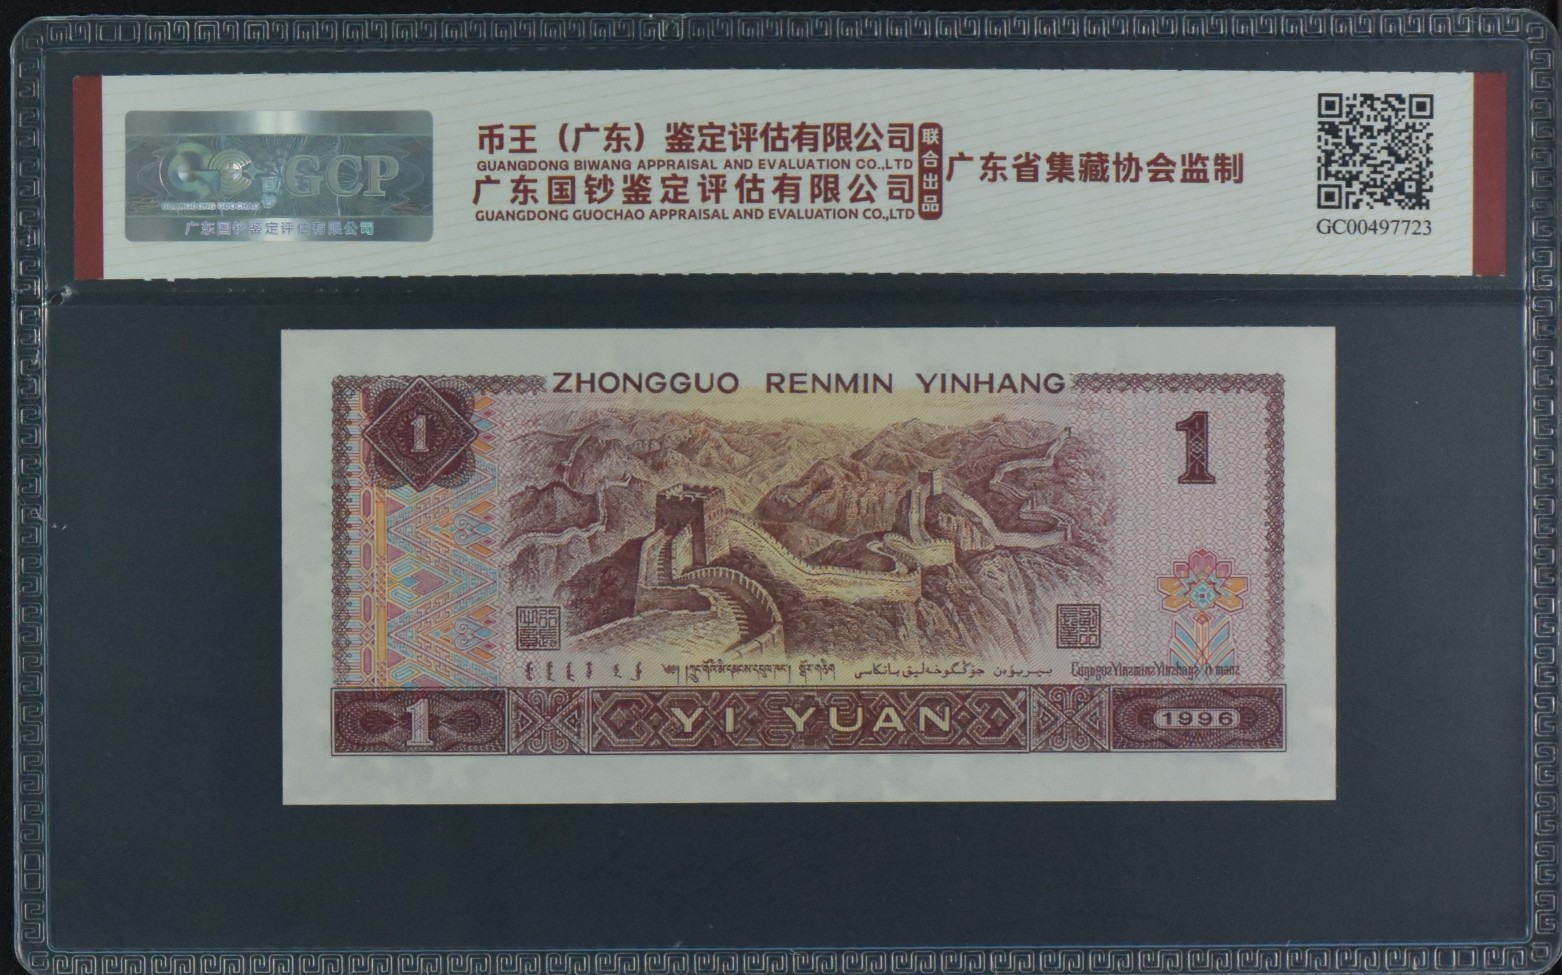 GCP
广东国钞鉴定评估有限公司
币王（广东）鉴定评估有限公司
GUANGDONG BIWANG APPRAISAL AND EVALUATION CO.,LTD
广东国钞鉴定评估有限公司
GUANGDONG GUOCHAO APPRAISAL AND EVALUATION CO.,LTD
联合出品
广东省集藏协会监制
GC00497723
ZHONGGUO RENMIN YINHANG
1
1
1
YI YUAN
1996